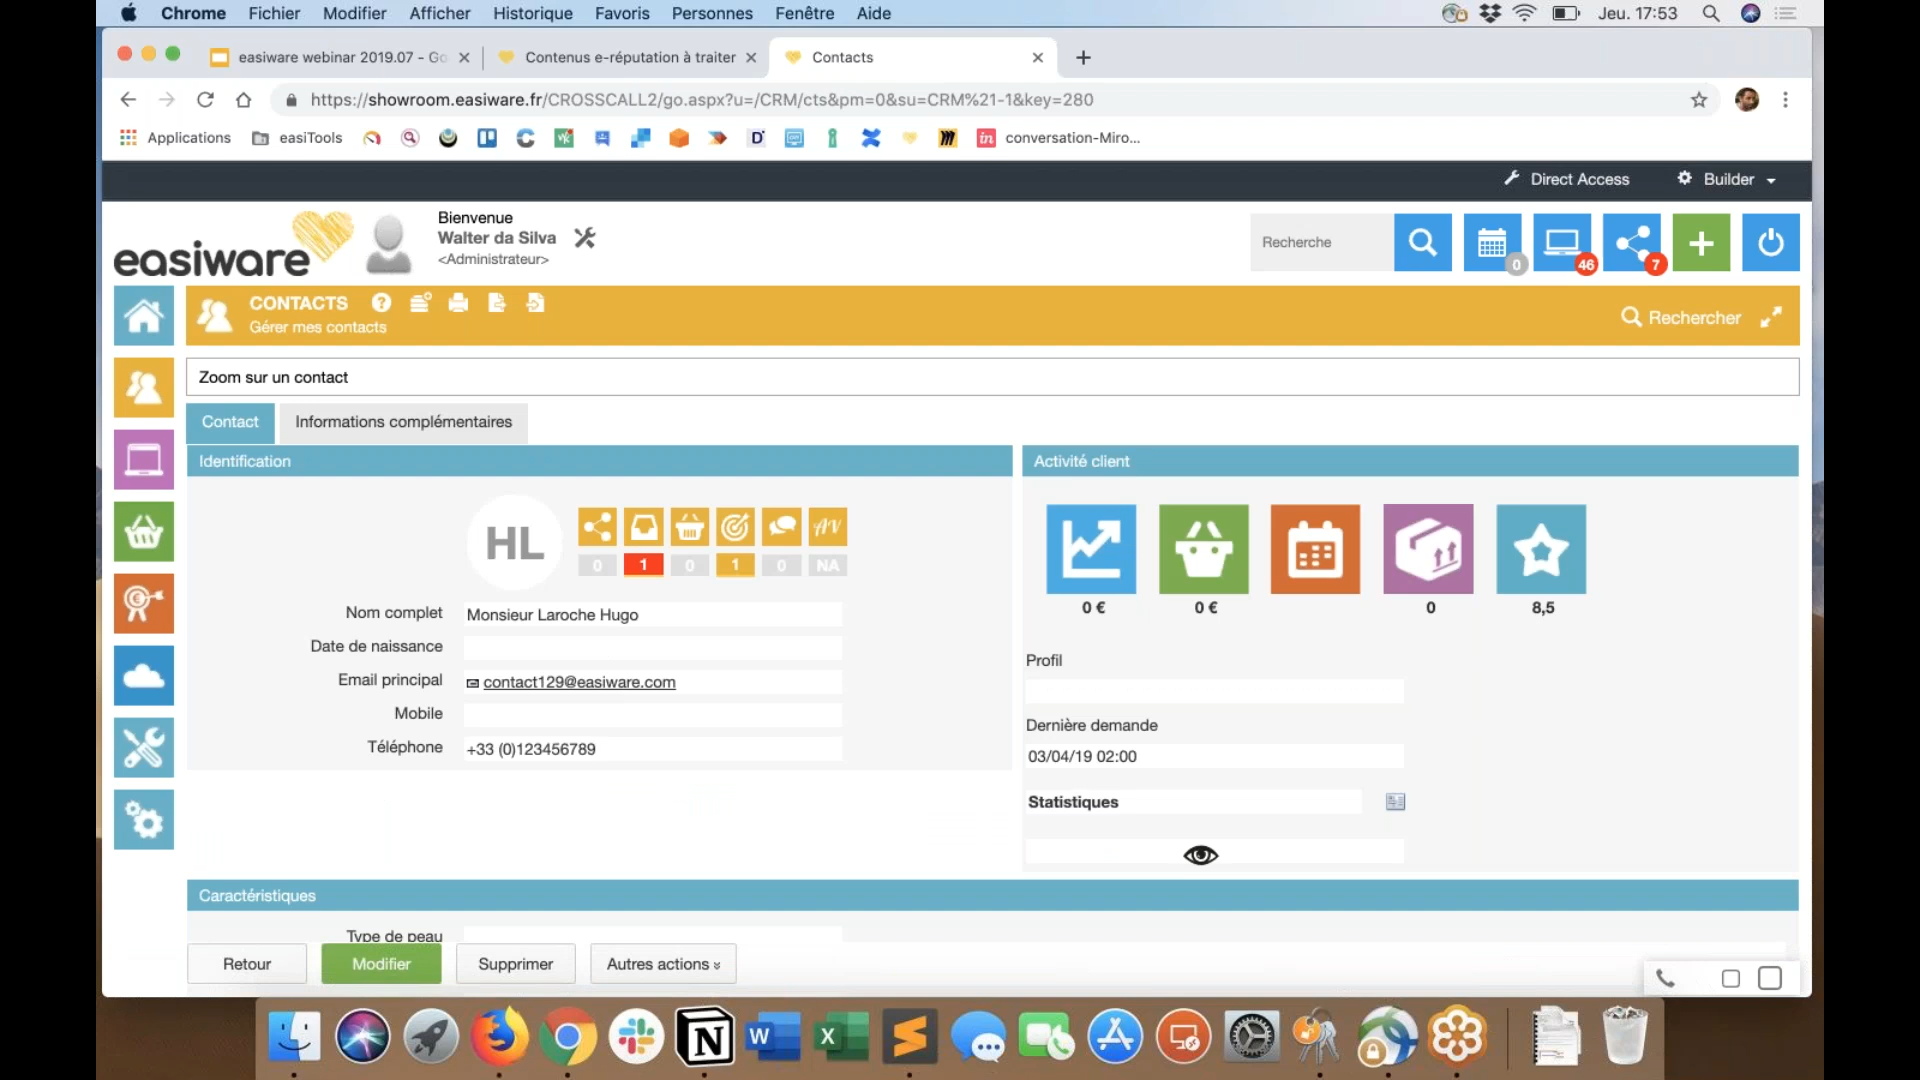 Chrome Fichier Modifier Afficher Historique Favoris Personnes Fenêtre Aide Jeu. 17:53
easiware webinar 2019.07 - Go
Contenus e-réputation à traiter
Contacts
https://showroom.easiware.fr/CROSSCALL2/go.aspx?u=/CRM/cts&pm=0&su=CRM%21-1&key=280
Applications easiTools conversation-Miro...
Direct Access Builder
easiware
Bienvenue
Walter da Silva
<Administrateur>
Recherche
0
46
7
CONTACTS
Gérer mes contacts
Rechercher
Zoom sur un contact
Contact
Informations complémentaires
Identification
HL
AV
0 1 0 1 0 NA
Nom complet Monsieur Laroche Hugo
Date de naissance
Email principal contact129@easiware.com
Mobile
Téléphone +33 (0)123456789
Activité client
0 € 0 € 0 8,5
Profil
Dernière demande
03/04/19 02:00
Statistiques
Caractéristiques
Type de peau
Retour Modifier Supprimer Autres actions